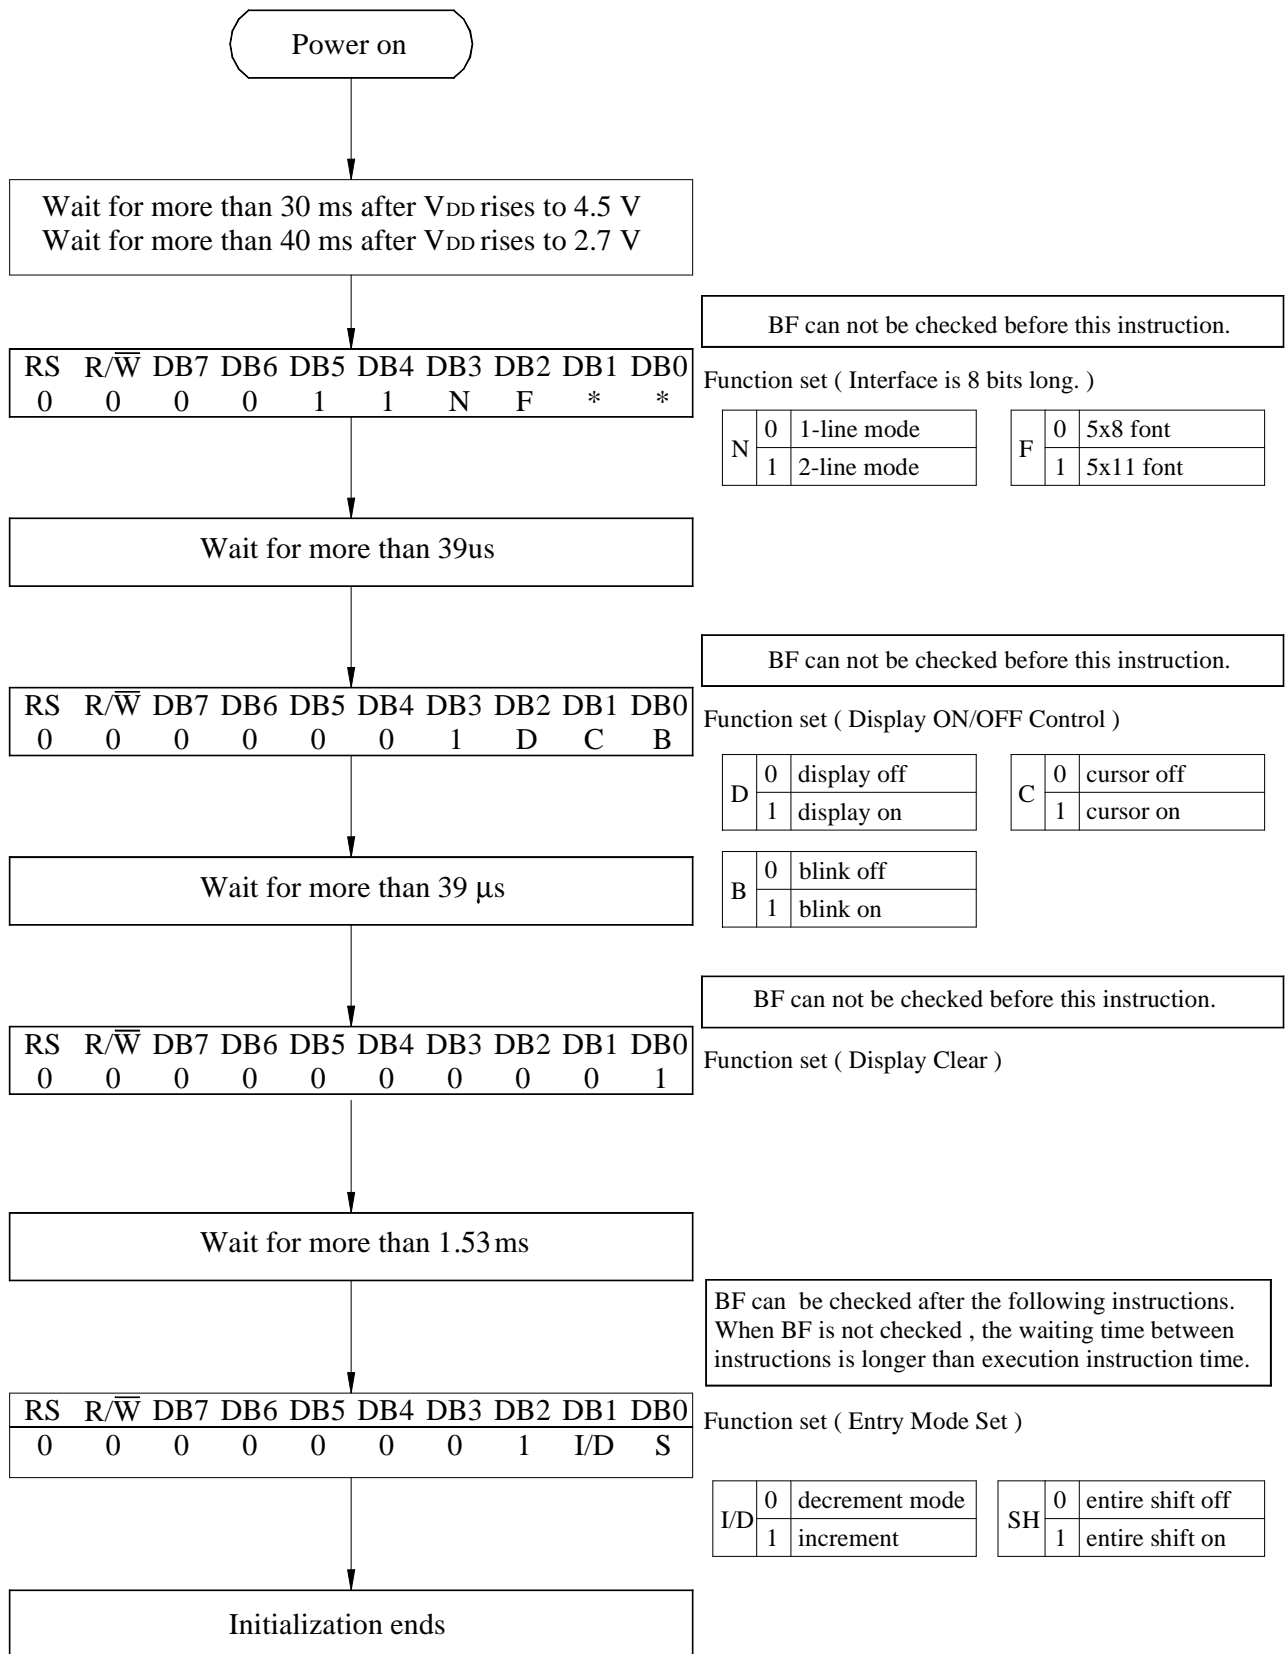 Power on
Wait for more than 30 ms after VDD rises to 4.5 V
Wait for more than 40 ms after VDD rises to 2.7 V
BF can not be checked before this instruction.
RS R/W̅ DB7 DB6 DB5 DB4 DB3 DB2 DB1 DB0
0 0 0 0 1 1 N F * *
Function set ( Interface is 8 bits long. )
N 0 1-line mode
1 2-line mode
F 0 5x8 font
1 5x11 font
Wait for more than 39us
BF can not be checked before this instruction.
RS R/W̅ DB7 DB6 DB5 DB4 DB3 DB2 DB1 DB0
0 0 0 0 0 0 1 D C B
Function set ( Display ON/OFF Control )
D 0 display off
1 display on
C 0 cursor off
1 cursor on
B 0 blink off
1 blink on
Wait for more than 39 μs
BF can not be checked before this instruction.
RS R/W̅ DB7 DB6 DB5 DB4 DB3 DB2 DB1 DB0
0 0 0 0 0 0 0 0 0 1
Function set ( Display Clear )
Wait for more than 1.53 ms
BF can be checked after the following instructions.
When BF is not checked , the waiting time between
instructions is longer than execution instruction time.
RS R/W̅ DB7 DB6 DB5 DB4 DB3 DB2 DB1 DB0
0 0 0 0 0 0 0 1 I/D S
Function set ( Entry Mode Set )
I/D 0 decrement mode
1 increment
SH 0 entire shift off
1 entire shift on
Initialization ends